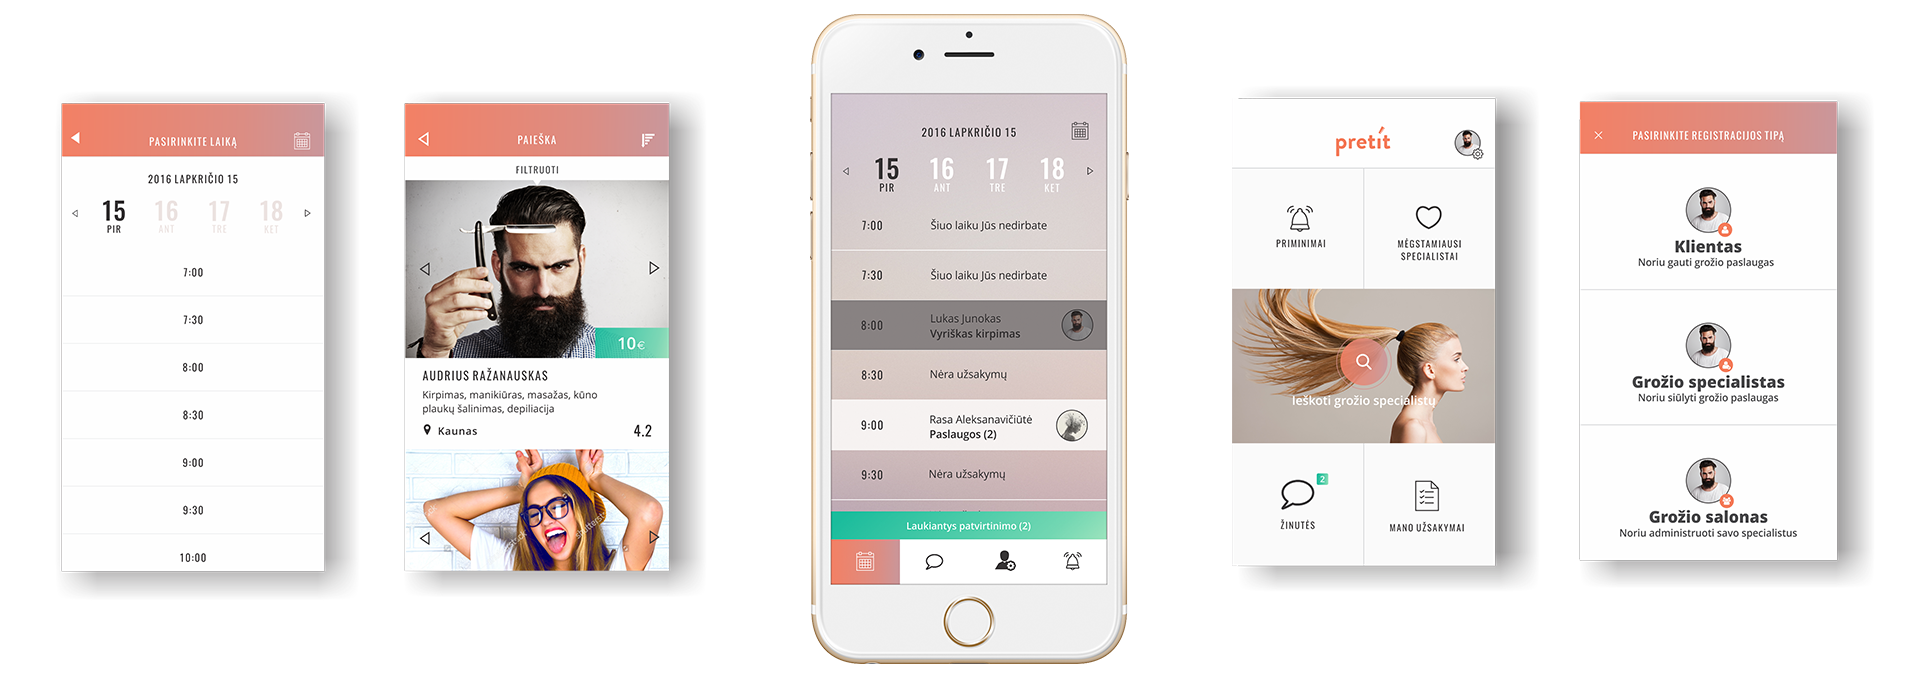 PASIRINKITE LAIKĄ
2016 LAPKRIČIO 15
15 16 17 18
PIR ANT TRE KET
7:00
7:30
8:00
8:30
9:00
9:30
10:00
PAIEŠKA
FILTRUOTI
10€
AUDRIUS RAŽANAUSKAS
Kirpimas, manikiūras, masažas, kūno
plaukų šalinimas, depiliacija
Kaunas 4.2
2016 LAPKRIČIO 15
15 16 17 18
PIR ANT TRE KET
7:00 Šiuo laiku Jūs nedirbate
7:30 Šiuo laiku Jūs nedirbate
8:00 Lukas Junokas
Vyriškas kirpimas
8:30 Nėra užsakymų
9:00 Rasa Aleksanavičiūtė
Paslaugos (2)
9:30 Nėra užsakymų
Laukiantys patvirtinimo (2)
pretit
PRIMINIMAI
MĖGSTAMIAUSI
SPECIALISTAI
Ieškoti grožio specialistų
2
ŽINUTĖS
MANO UŽSAKYMAI
PASIRINKITE REGISTRACIJOS TIPĄ
Klientas
Noriu gauti grožio paslaugas
Grožio specialistas
Noriu siūlyti grožio paslaugas
Grožio salonas
Noriu administruoti savo specialistus